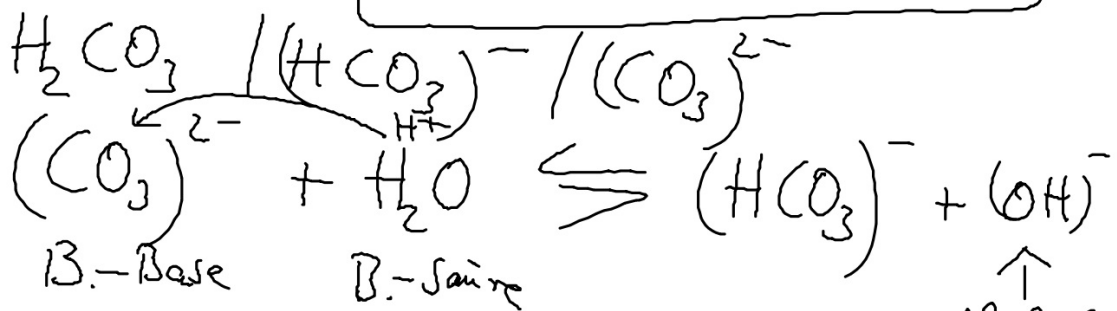 H₂CO₃ / (HCO₃)⁻ / (CO₃)²⁻
H⁺
(CO₃)²⁻ + H₂O ⇌ (HCO₃)⁻ + (OH)⁻
B.-Base B.-Säure